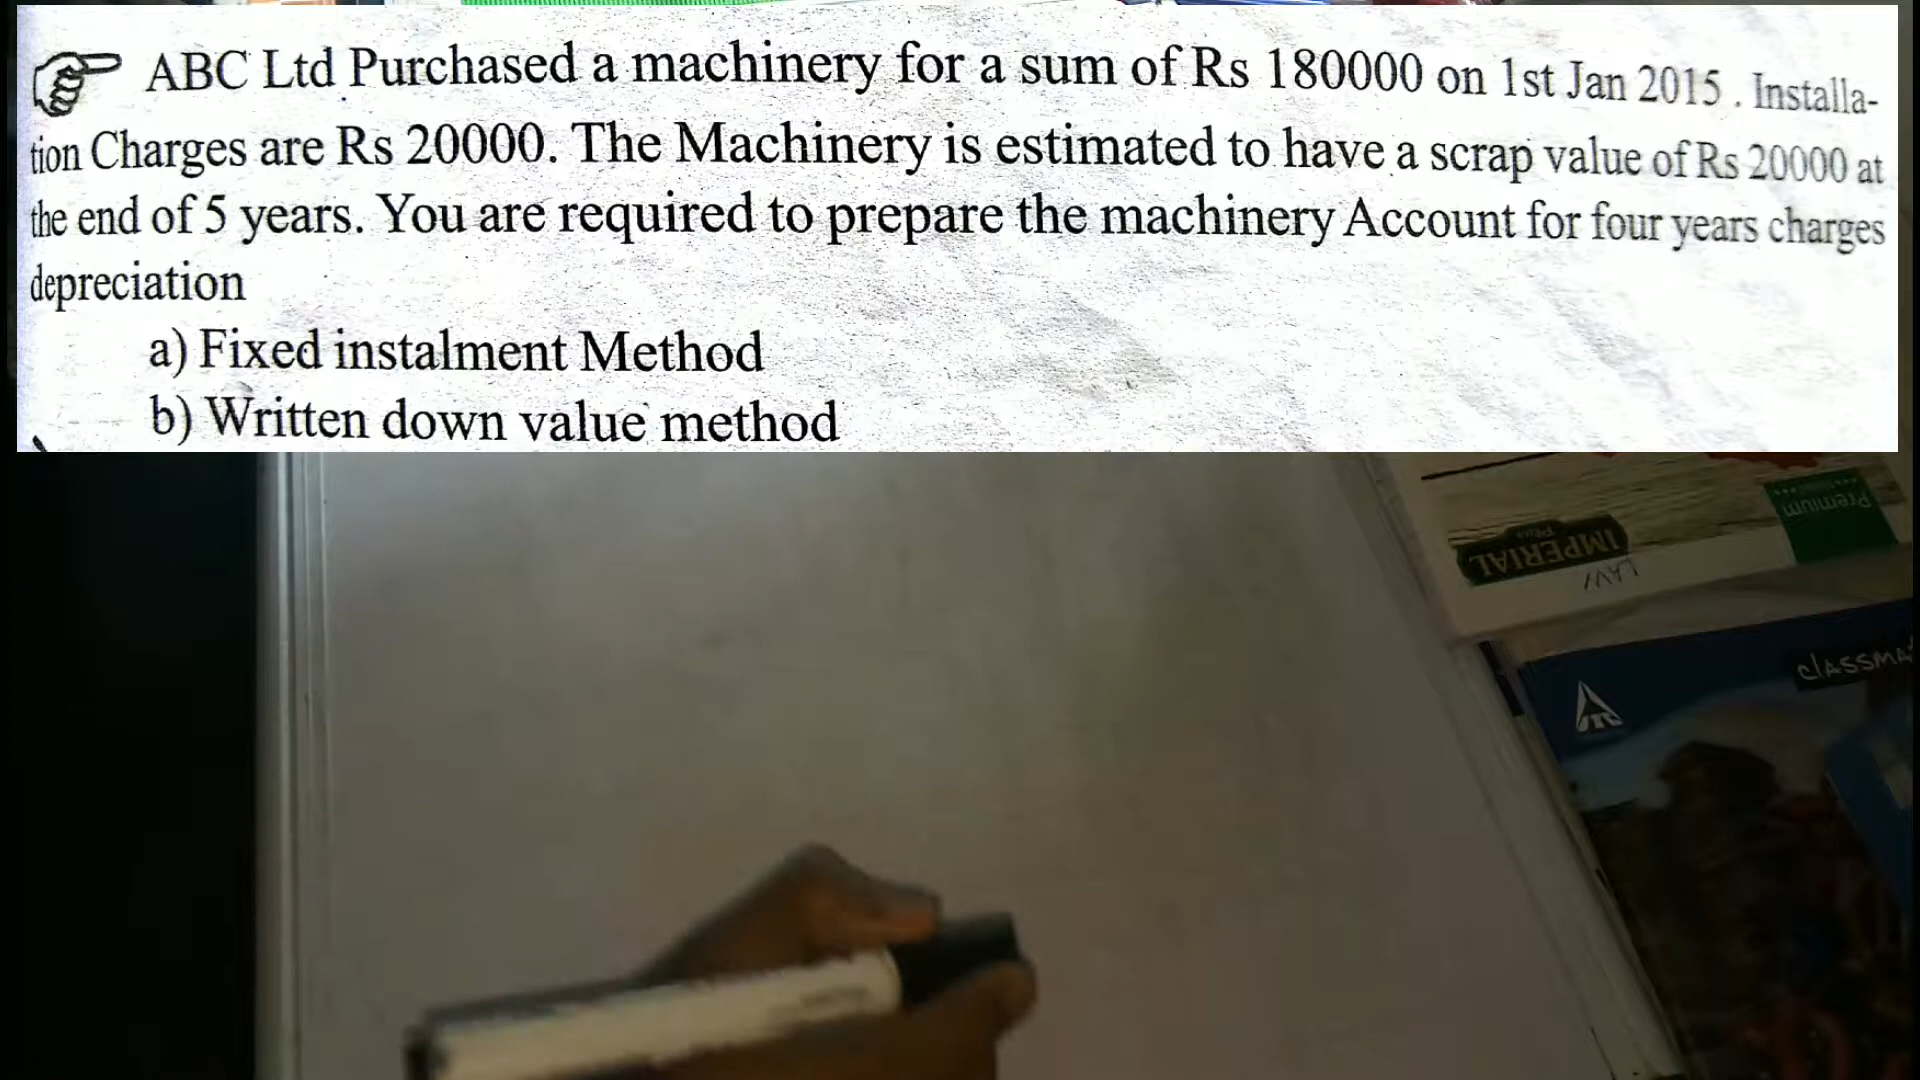 ABC Ltd Purchased a machinery for a sum of Rs 180000 on 1st Jan 2015 . Installa-
tion Charges are Rs 20000. The Machinery is estimated to have a scrap value of Rs 20000 at
the end of 5 years. You are required to prepare the machinery Account for four years charges
depreciation
a) Fixed instalment Method
b) Written down value method
Premium
IMPERIAL
LAVI
CLASSMA
ITC